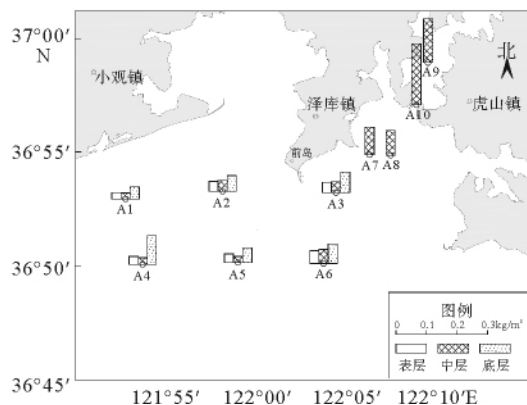 37°00′
N
北
小观镇
A9
泽库镇
虎山镇
A10
36°55′
前岛
A7
A8
A1
A2
A3
36°50′
A4
A5
A6
图例
0 0.1 0.2 0.3kg/m³
表层 中层 底层
36°45′
121°55′ 122°00′ 122°05′ 122°10′E